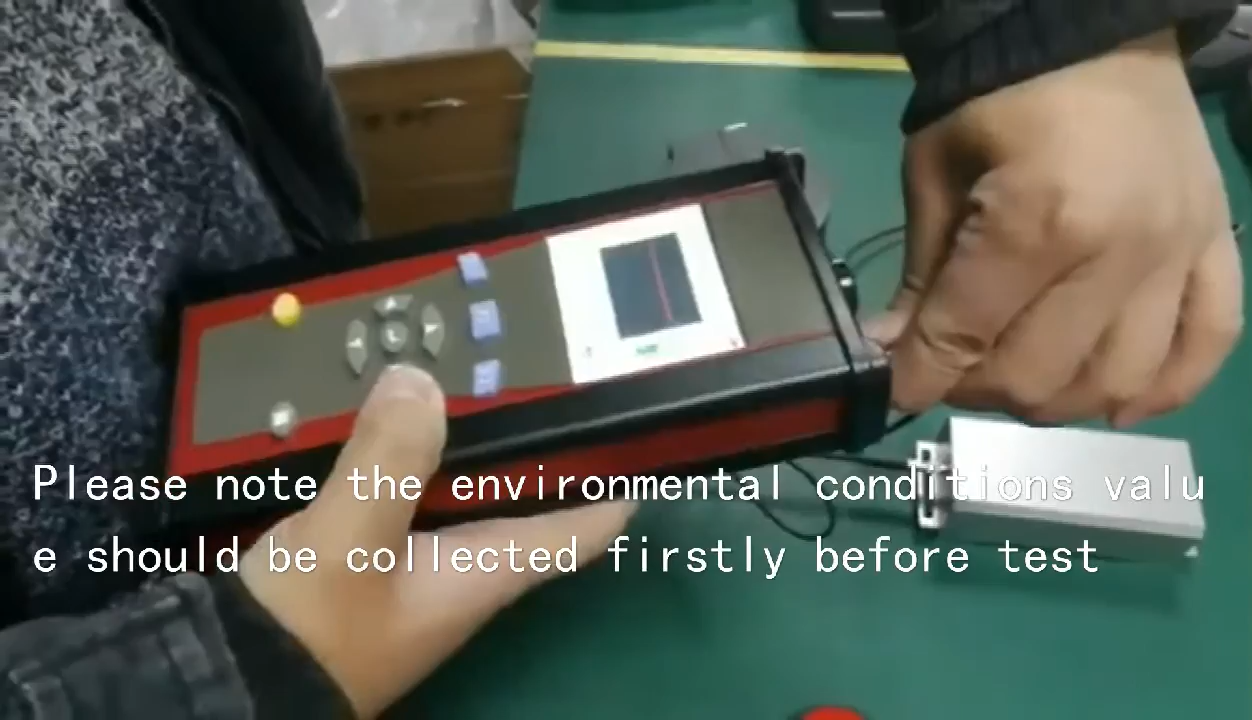 Please note the environmental conditions valu
e should be collected firstly before test